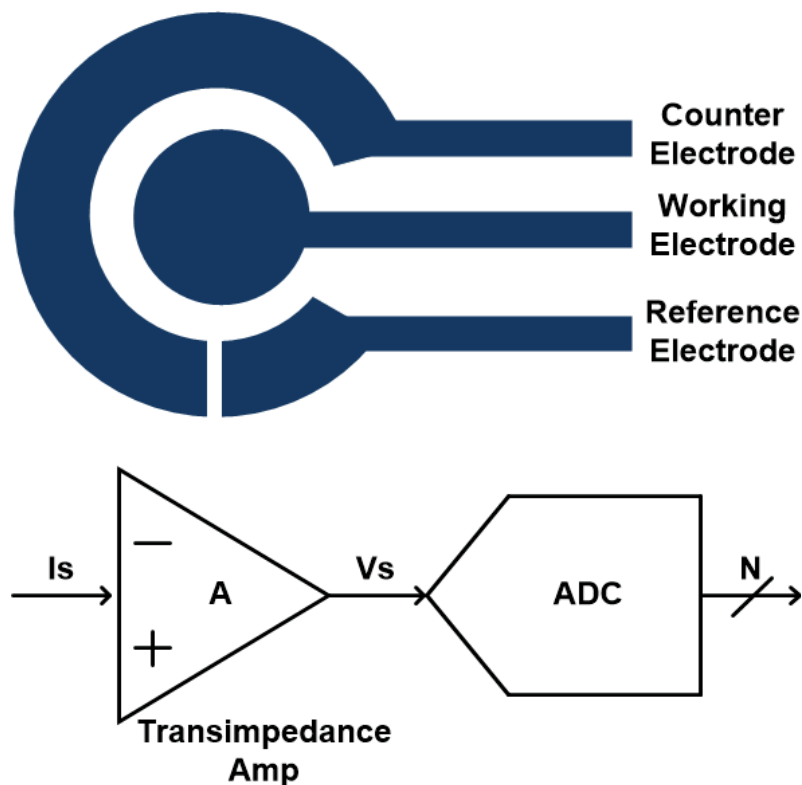 Counter
Electrode
Working
Electrode
Reference
Electrode
Is
A
Vs
ADC
N
Transimpedance
Amp